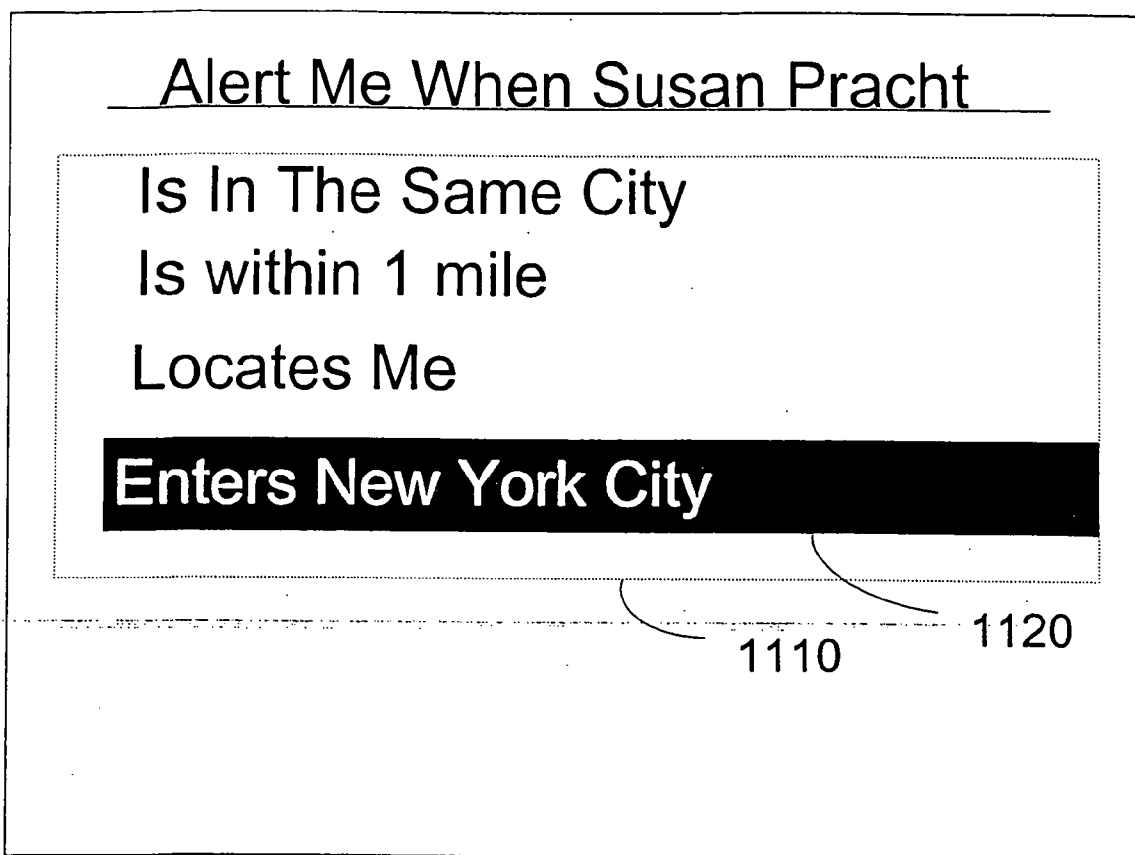 Alert Me When Susan Pracht
Is In The Same City
Is within 1 mile
Locates Me
Enters New York City
1120
1110